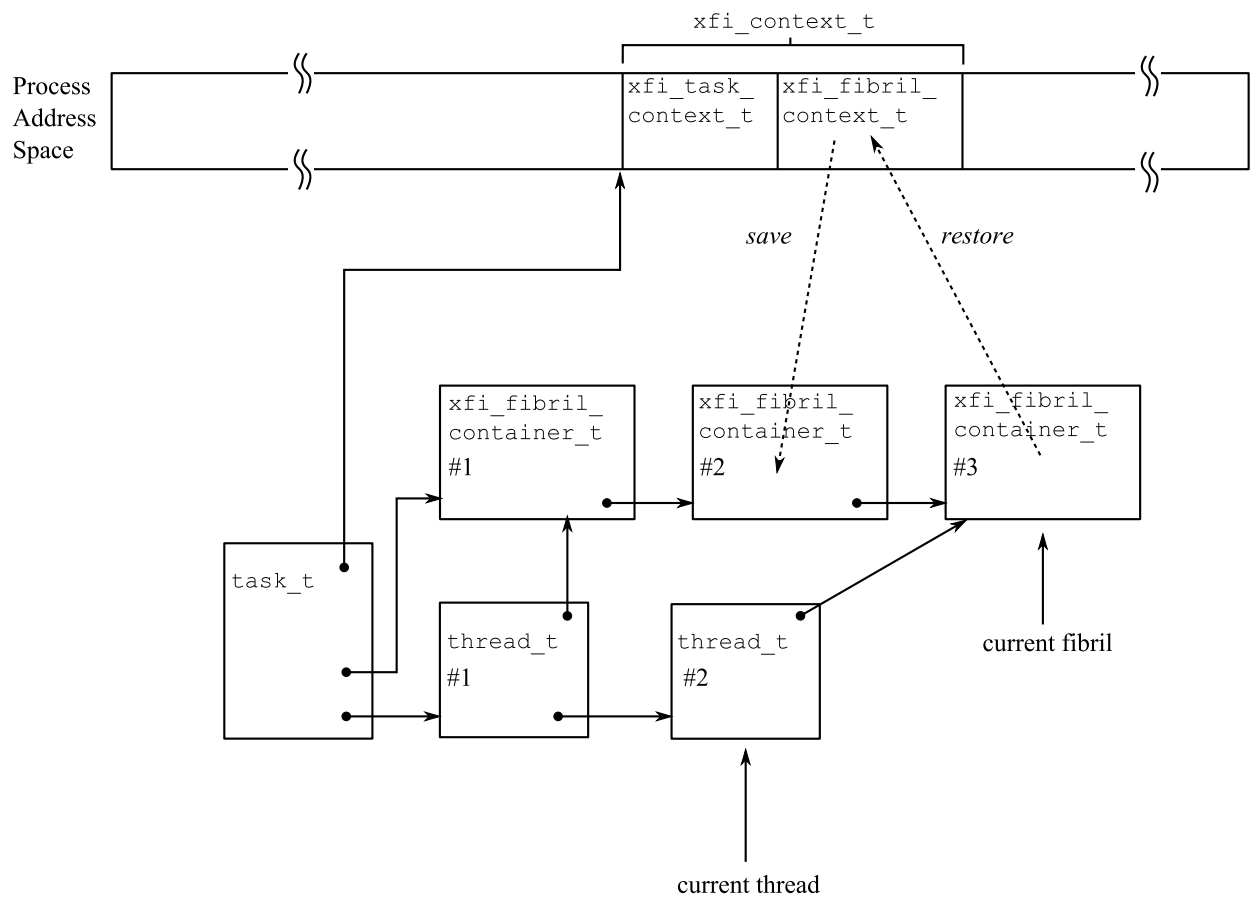 xfi_context_t
Process
Address
Space
xfi_task_
context_t
xfi_fibril_
context_t
save
restore
xfi_fibril_
container_t
#1
xfi_fibril_
container_t
#2
xfi_fibril_
container_t
#3
task_t
thread_t
#1
thread_t
#2
current fibril
current thread